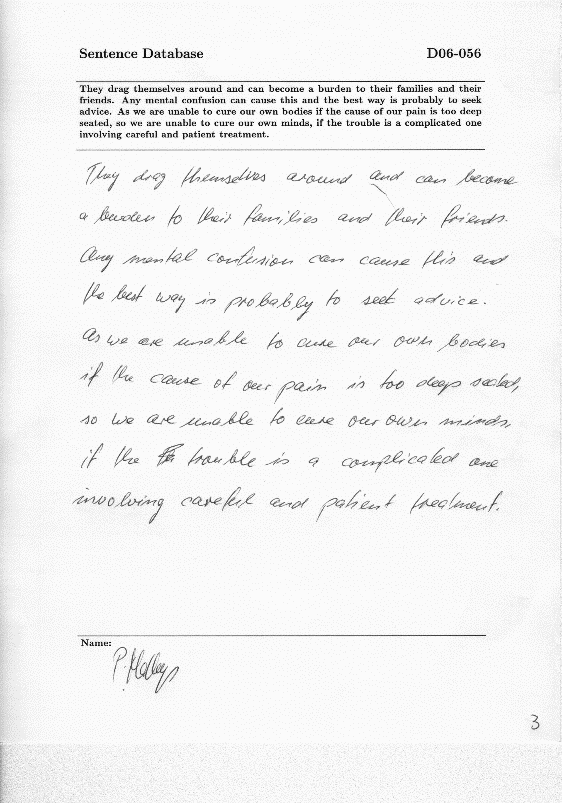 Sentence Database D06-056
They drag themselves around and can become a burden to their families and their
friends. Any mental confusion can cause this and the best way is probably to seek
advice. As we are unable to cure our own bodies if the cause of our pain is too deep
seated, so we are unable to cure our own minds, if the trouble is a complicated one
involving careful and patient treatment.
They drag themselves around and can become
a burden to their families and their friends.
Any mental confusion can cause this and
the best way is probably to seek advice.
As we are unable to cure our own bodies
if the cause of our pain is too deep seated,
so we are unable to cure our own minds,
if the trouble is a complicated one
involving careful and patient treatment.
Name:
P.
3